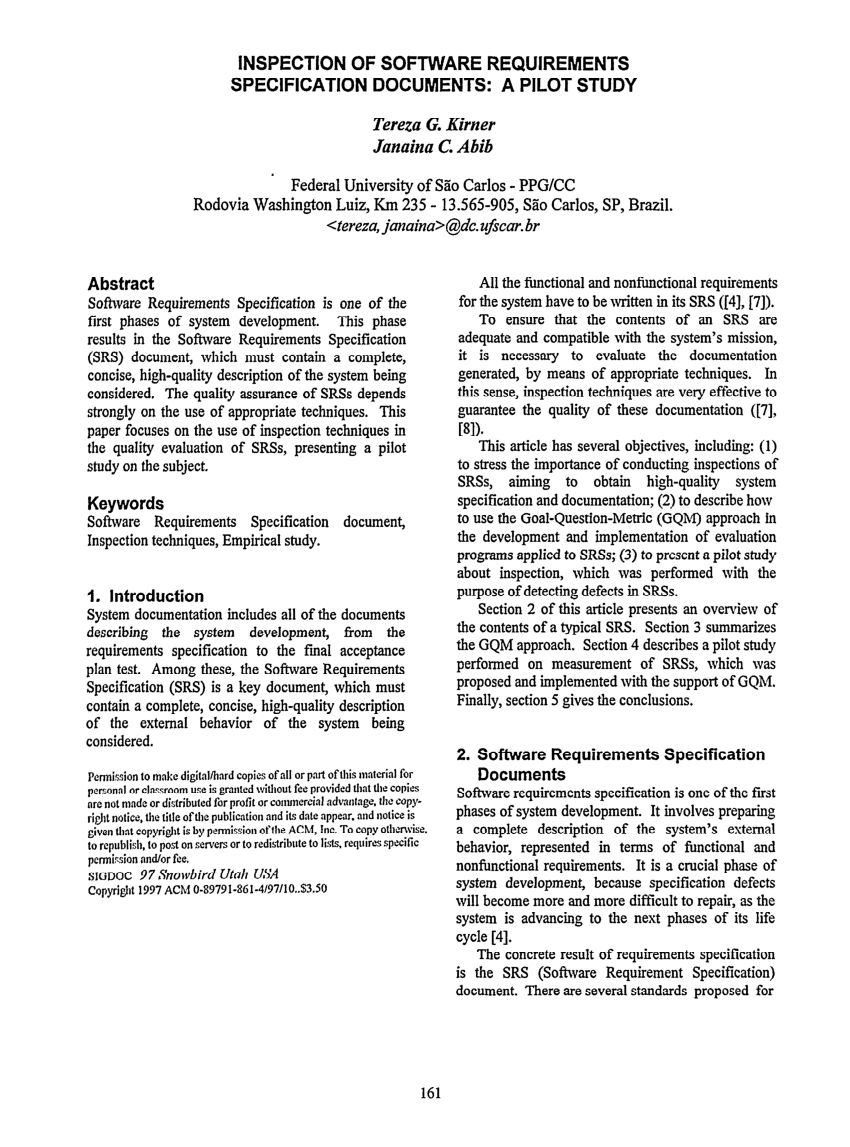 INSPECTION OF SOFTWARE REQUIREMENTS
SPECIFICATION DOCUMENTS: A PILOT STUDY
Tereza G. Kirner
Janaina C. Abib
Federal University of São Carlos - PPG/CC
Rodovia Washington Luiz, Km 235 - 13.565-905, São Carlos, SP, Brazil.
<tereza, janaina>@dc.ufscar.br
Abstract
Software Requirements Specification is one of the
first phases of system development. This phase
results in the Software Requirements Specification
(SRS) document, which must contain a complete,
concise, high-quality description of the system being
considered. The quality assurance of SRSs depends
strongly on the use of appropriate techniques. This
paper focuses on the use of inspection techniques in
the quality evaluation of SRSs, presenting a pilot
study on the subject.
Keywords
Software Requirements Specification document,
Inspection techniques, Empirical study.
1. Introduction
System documentation includes all of the documents
describing the system development, from the
requirements specification to the final acceptance
plan test. Among these, the Software Requirements
Specification (SRS) is a key document, which must
contain a complete, concise, high-quality description
of the external behavior of the system being
considered.
Permission to make digital/hard copies of all or part of this material for
personal or classroom use is granted without fee provided that the copies
are not made or distributed for profit or commercial advantage, the copy-
right notice, the title of the publication and its date appear, and notice is
given that copyright is by permission of the ACM, Inc. To copy otherwise,
to republish, to post on servers or to redistribute to lists, requires specific
permission and/or fee.
SIGDOC 97 Snowbird Utah USA
Copyright 1997 ACM 0-89791-861-4/97/10..$3.50
All the functional and nonfunctional requirements
for the system have to be written in its SRS ([4], [7]).
To ensure that the contents of an SRS are
adequate and compatible with the system's mission,
it is necessary to evaluate the documentation
generated, by means of appropriate techniques. In
this sense, inspection techniques are very effective to
guarantee the quality of these documentation ([7],
[8]).
This article has several objectives, including: (1)
to stress the importance of conducting inspections of
SRSs, aiming to obtain high-quality system
specification and documentation; (2) to describe how
to use the Goal-Question-Metric (GQM) approach in
the development and implementation of evaluation
programs applied to SRSs; (3) to present a pilot study
about inspection, which was performed with the
purpose of detecting defects in SRSs.
Section 2 of this article presents an overview of
the contents of a typical SRS. Section 3 summarizes
the GQM approach. Section 4 describes a pilot study
performed on measurement of SRSs, which was
proposed and implemented with the support of GQM.
Finally, section 5 gives the conclusions.
2. Software Requirements Specification
Documents
Software requirements specification is one of the first
phases of system development. It involves preparing
a complete description of the system's external
behavior, represented in terms of functional and
nonfunctional requirements. It is a crucial phase of
system development, because specification defects
will become more and more difficult to repair, as the
system is advancing to the next phases of its life
cycle [4].
The concrete result of requirements specification
is the SRS (Software Requirement Specification)
document. There are several standards proposed for
161